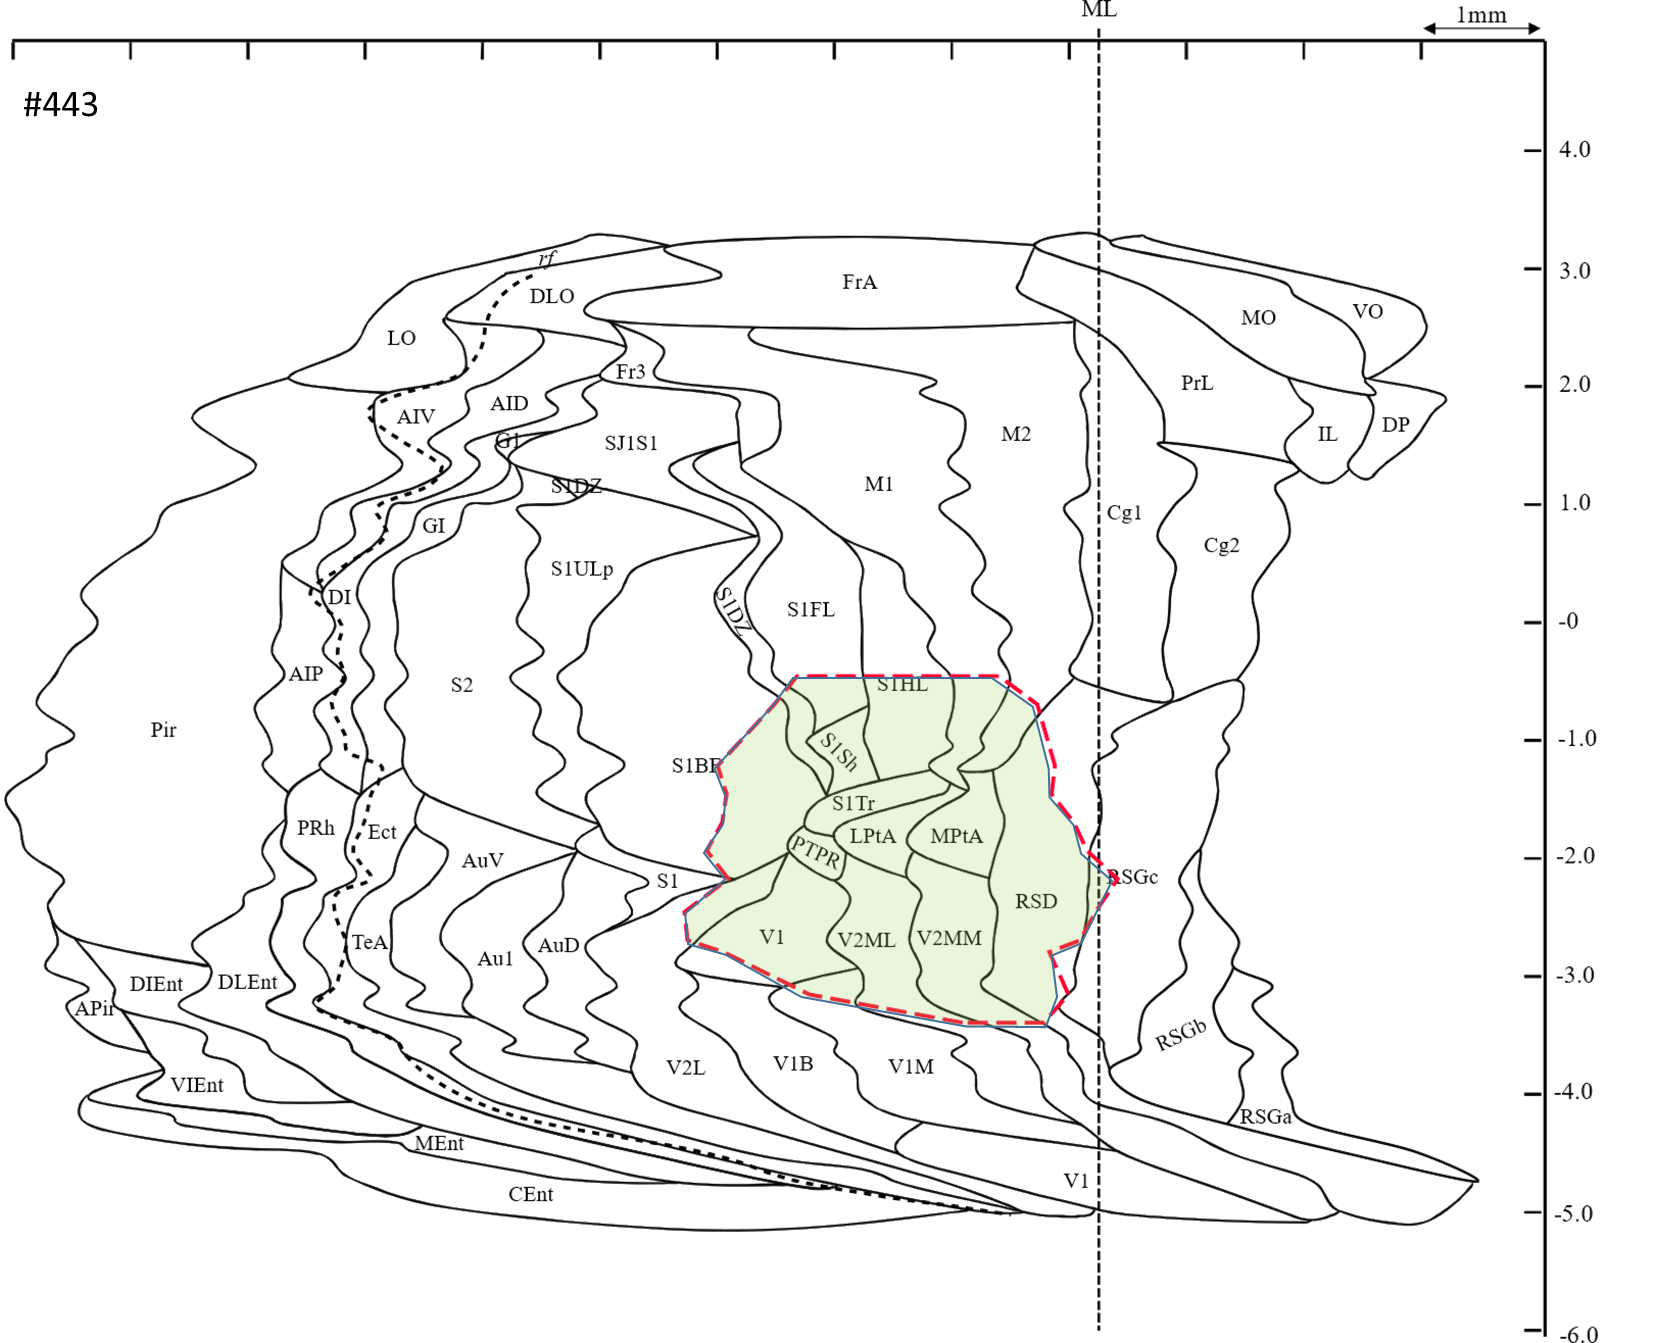 ML
1mm
#443
4.0
rf
3.0
FrA
DLO
VO
MO
LO
Fr3
2.0
PrL
AID
AIV
DP
IL
M2
G1
SJ1S1
M1
S1DZ
1.0
Cg1
GI
Cg2
S1ULp
DI
S1DZ
S1FL
-0
AIP
S2
S1HL
Pir
-1.0
S1Sh
S1BF
S1Tr
PRh
Ect
LPtA
MPtA
PTPR
-2.0
AuV
S1
RSGc
RSD
TeA
AuD
V1
V2ML
V2MM
Au1
-3.0
DIEnt
DLEnt
APir
RSGb
V2L
V1B
V1M
VIEnt
-4.0
RSGa
MEnt
V1
CEnt
-5.0
-6.0